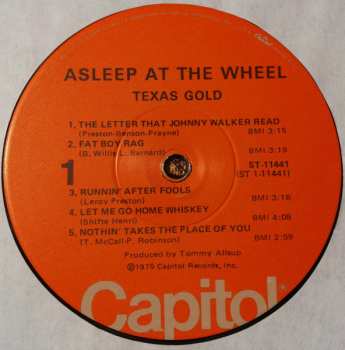 ASLEEP AT THE WHEEL
TEXAS GOLD
1. THE LETTER THAT JOHNNY WALKER READ
(Preston-Benson-Frayne) BMI 3:15
2. FAT BOY RAG
(B. Wills-L. Barnard) BMI 3:19
1 ST-11441
(ST 1-11441)
3. RUNNIN' AFTER FOOLS
(Leroy Preston) BMI 3:18
4. LET ME GO HOME WHISKEY
(Shifte Henri) BMI 4:08
5. NOTHIN' TAKES THE PLACE OF YOU
(T. McCall-P. Robinson) BMI 2:59
Produced by Tommy Allsup
©1975 Capitol Records, Inc.
Capitol